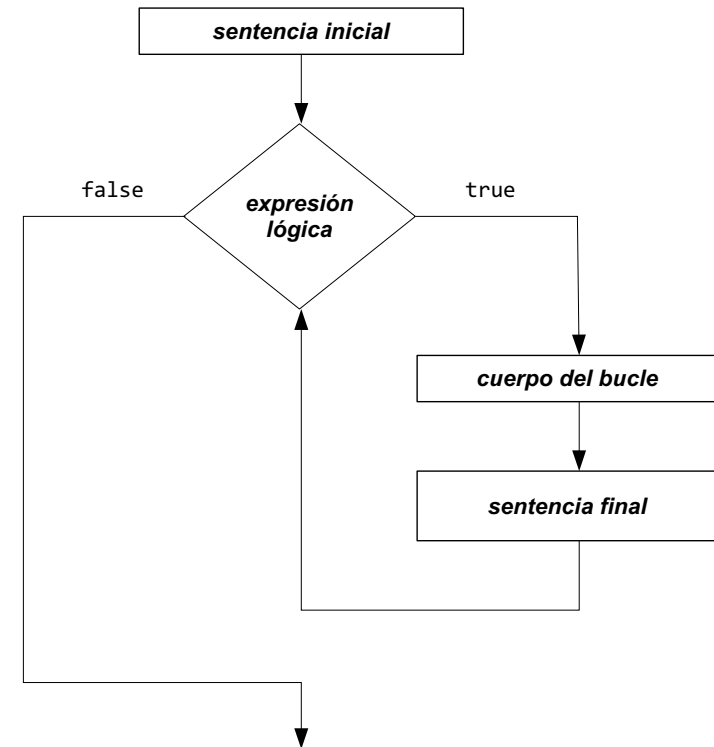 sentencia inicial
false
true
expresión
lógica
cuerpo del bucle
sentencia final